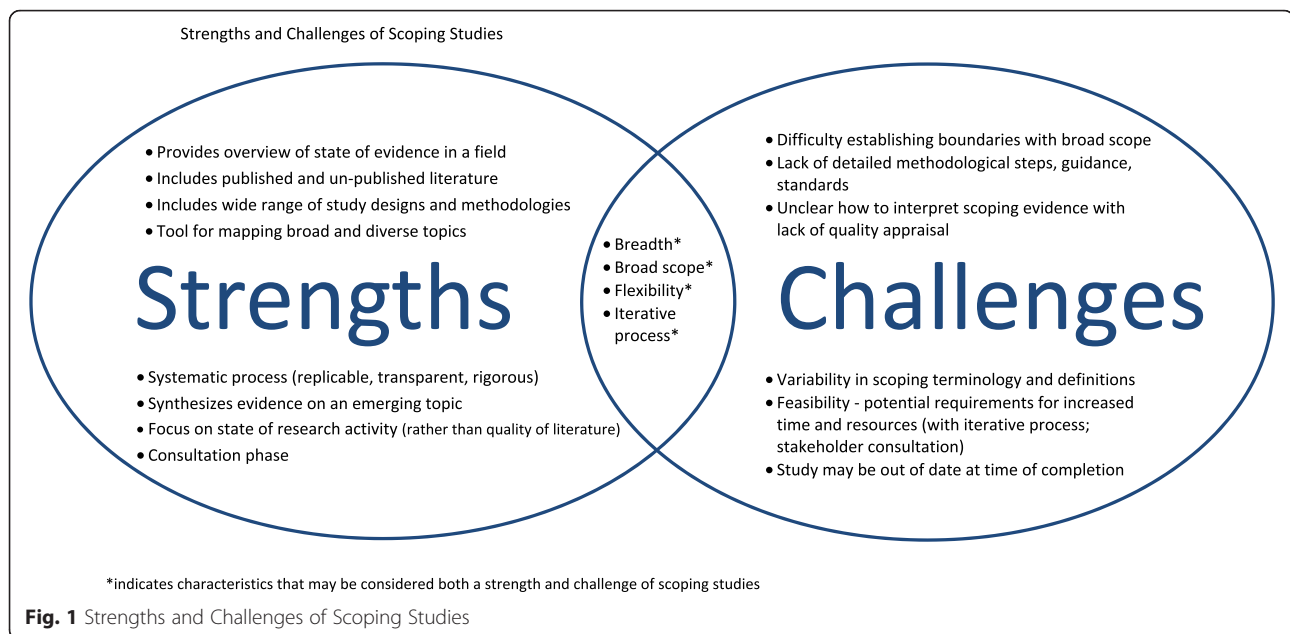 Strengths and Challenges of Scoping Studies
• Provides overview of state of evidence in a field
• Includes published and un-published literature
• Includes wide range of study designs and methodologies
• Tool for mapping broad and diverse topics
Strengths
• Systematic process (replicable, transparent, rigorous)
• Synthesizes evidence on an emerging topic
• Focus on state of research activity (rather than quality of literature)
• Consultation phase
• Breadth*
• Broad scope*
• Flexibility*
• Iterative
process*
• Difficulty establishing boundaries with broad scope
• Lack of detailed methodological steps, guidance,
standards
• Unclear how to interpret scoping evidence with
lack of quality appraisal
Challenges
• Variability in scoping terminology and definitions
• Feasibility - potential requirements for increased
time and resources (with iterative process;
stakeholder consultation)
• Study may be out of date at time of completion
*indicates characteristics that may be considered both a strength and challenge of scoping studies
Fig. 1 Strengths and Challenges of Scoping Studies